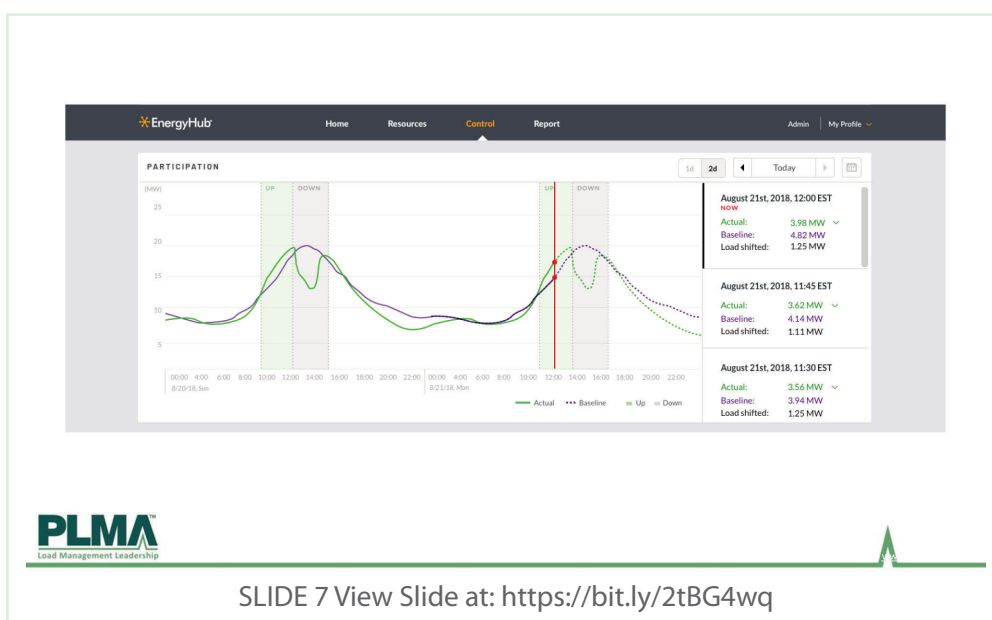 EnergyHub
Home Resources Control Report Admin My Profile
PARTICIPATION 1d 2d Today
(MW) UP DOWN UP DOWN
25
20
15
10
5
00:00 4:00 6:00 8:00 10:00 12:00 14:00 16:00 18:00 20:00 22:00 00:00 4:00 6:00 8:00 10:00 12:00 14:00 16:00 18:00 20:00 22:00
8/20/18, Sun 8/21/18, Mon
Actual Baseline Up Down
August 21st, 2018, 12:00 EST
NOW
Actual: 3.98 MW
Baseline: 4.82 MW
Load shifted: 1.25 MW
August 21st, 2018, 11:45 EST
Actual: 3.62 MW
Baseline: 4.14 MW
Load shifted: 1.11 MW
August 21st, 2018, 11:30 EST
Actual: 3.56 MW
Baseline: 3.94 MW
Load shifted: 1.25 MW
PLMA™
Load Management Leadership
SLIDE 7 View Slide at: https://bit.ly/2tBG4wq